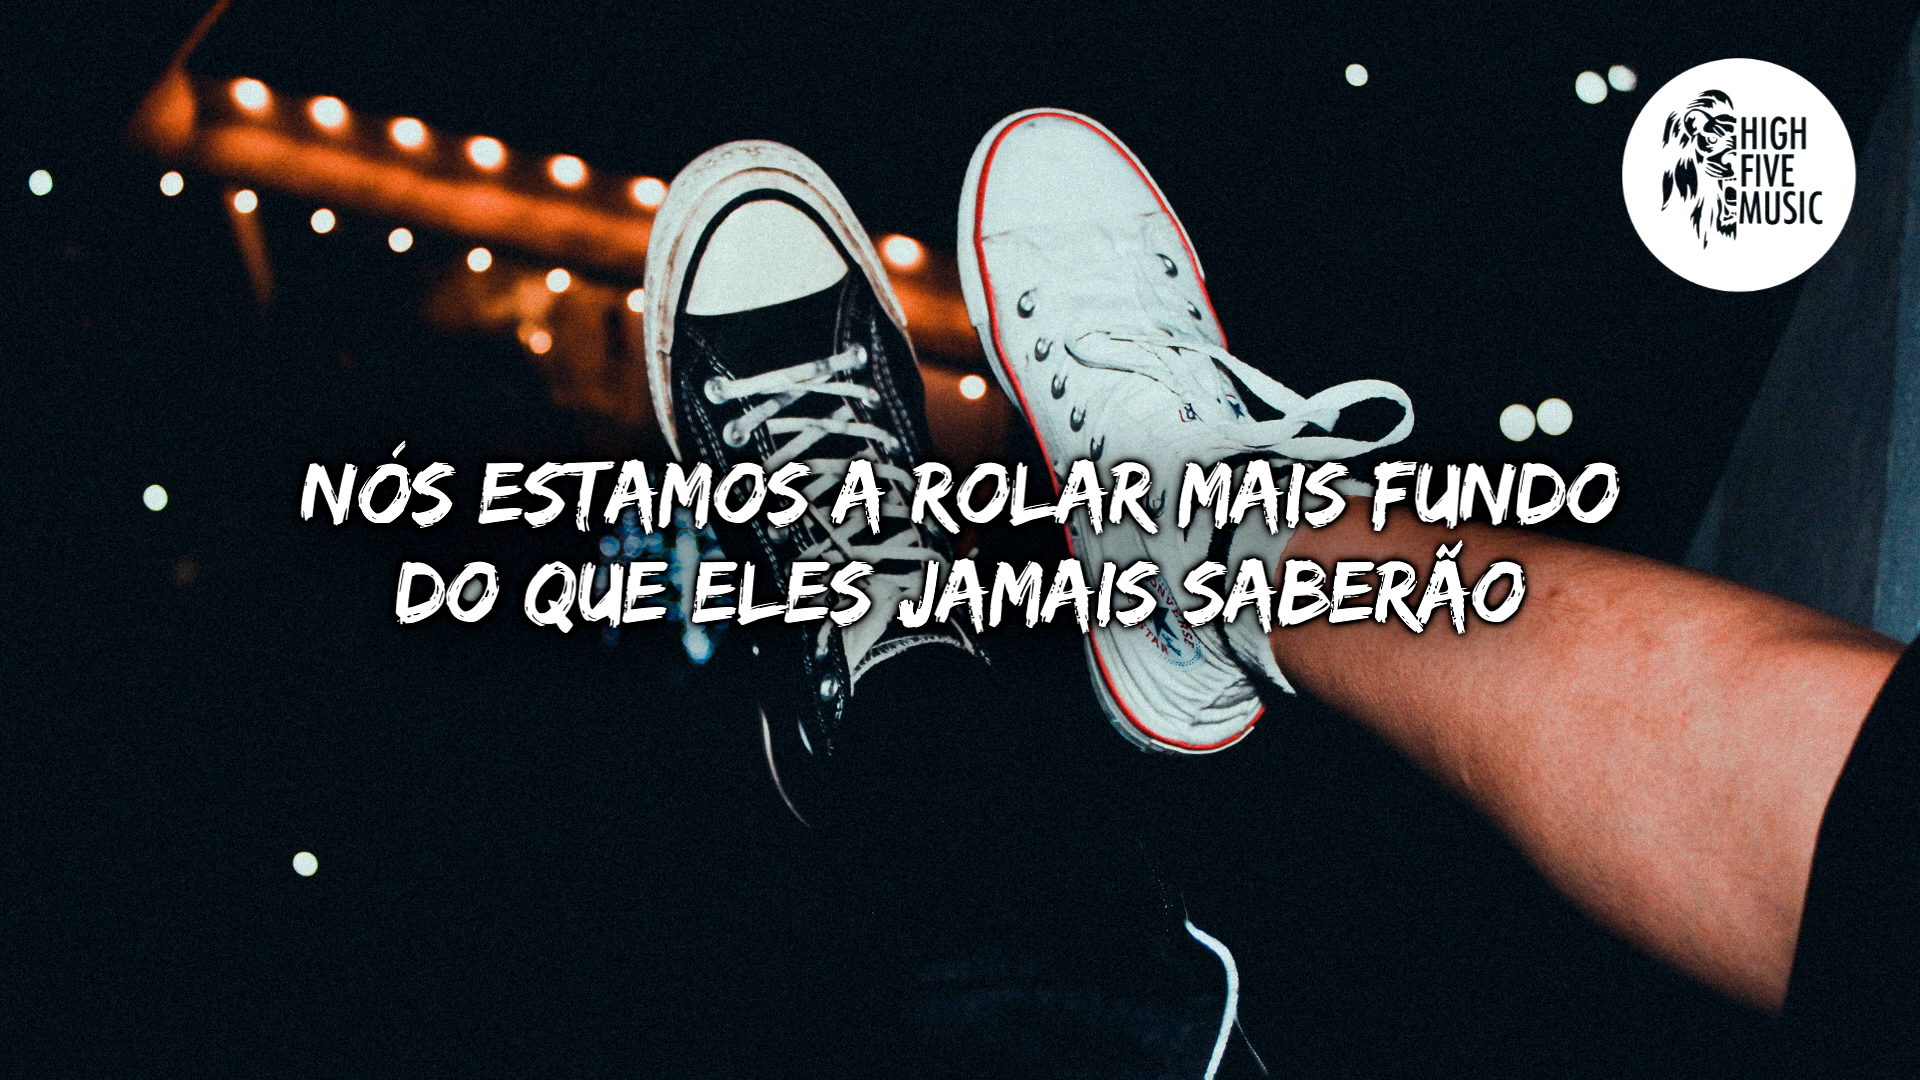 HIGH
FIVE
MUSIC
NÓS ESTAMOS A ROLAR MAIS FUNDO
DO QUE ELES JAMAIS SABERÃO